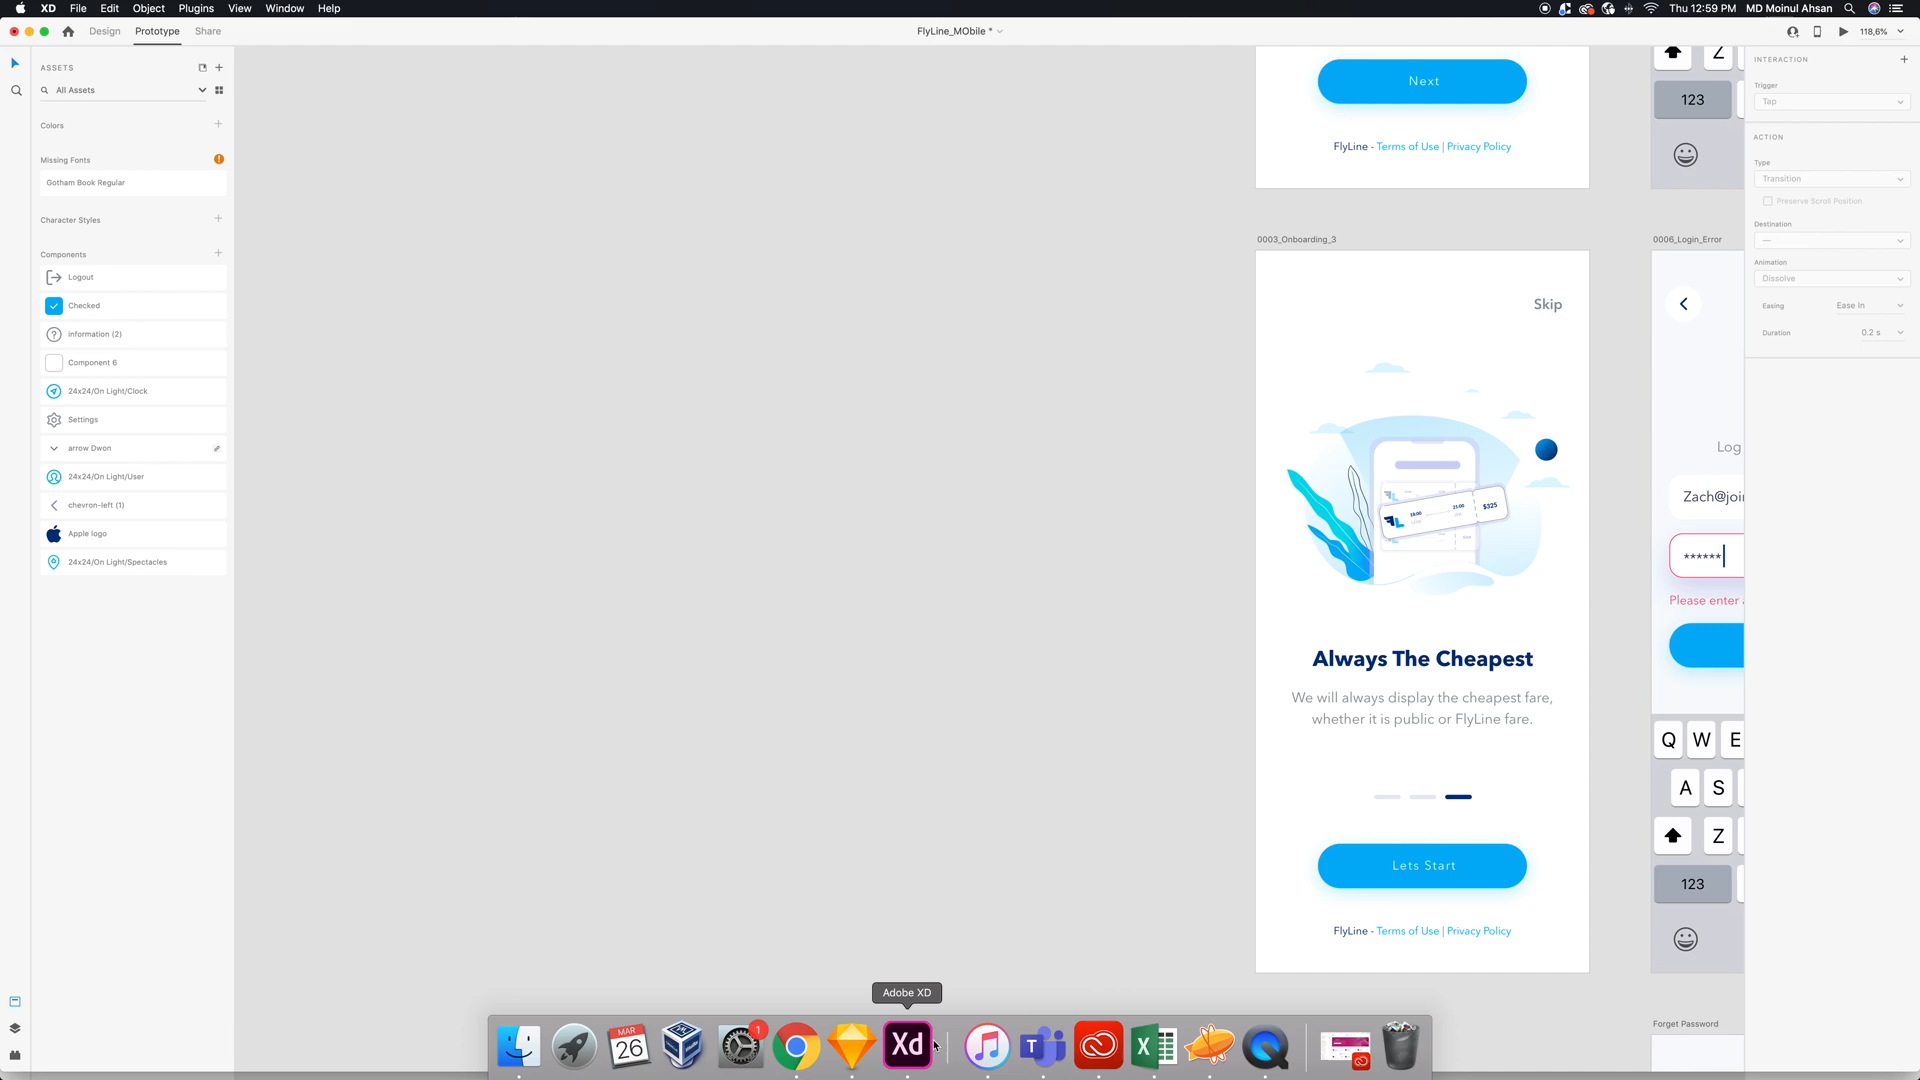 XD File Edit Object Plugins View Window Help
Thu 12:59 PM MD Moinul Ahsan
Design Prototype Share
FlyLine_MObile *
118,6%
ASSETS
All Assets
Colors
Missing Fonts
Gotham Book Regular
Character Styles
Components
Logout
Checked
information (2)
Component 6
24x24/On Light/Clock
Settings
arrow Dwon
24x24/On Light/User
chevron-left (1)
Apple logo
24x24/On Light/Spectacles
Next
FlyLine - Terms of Use | Privacy Policy
Z
123
0003_Onboarding_3
0006_Login_Error
Skip
10:00
21:00
$325
Always The Cheapest
We will always display the cheapest fare,
whether it is public or FlyLine fare.
Lets Start
FlyLine - Terms of Use | Privacy Policy
Log
Zach@joi
******
Please enter
Q W E
A S
Z
123
Forget Password
INTERACTION
Trigger
Tap
ACTION
Type
Transition
Preserve Scroll Position
Destination
—
Animation
Dissolve
Easing Ease In
Duration 0.2 s
Adobe XD
MAR
26
1
Xd
T
X